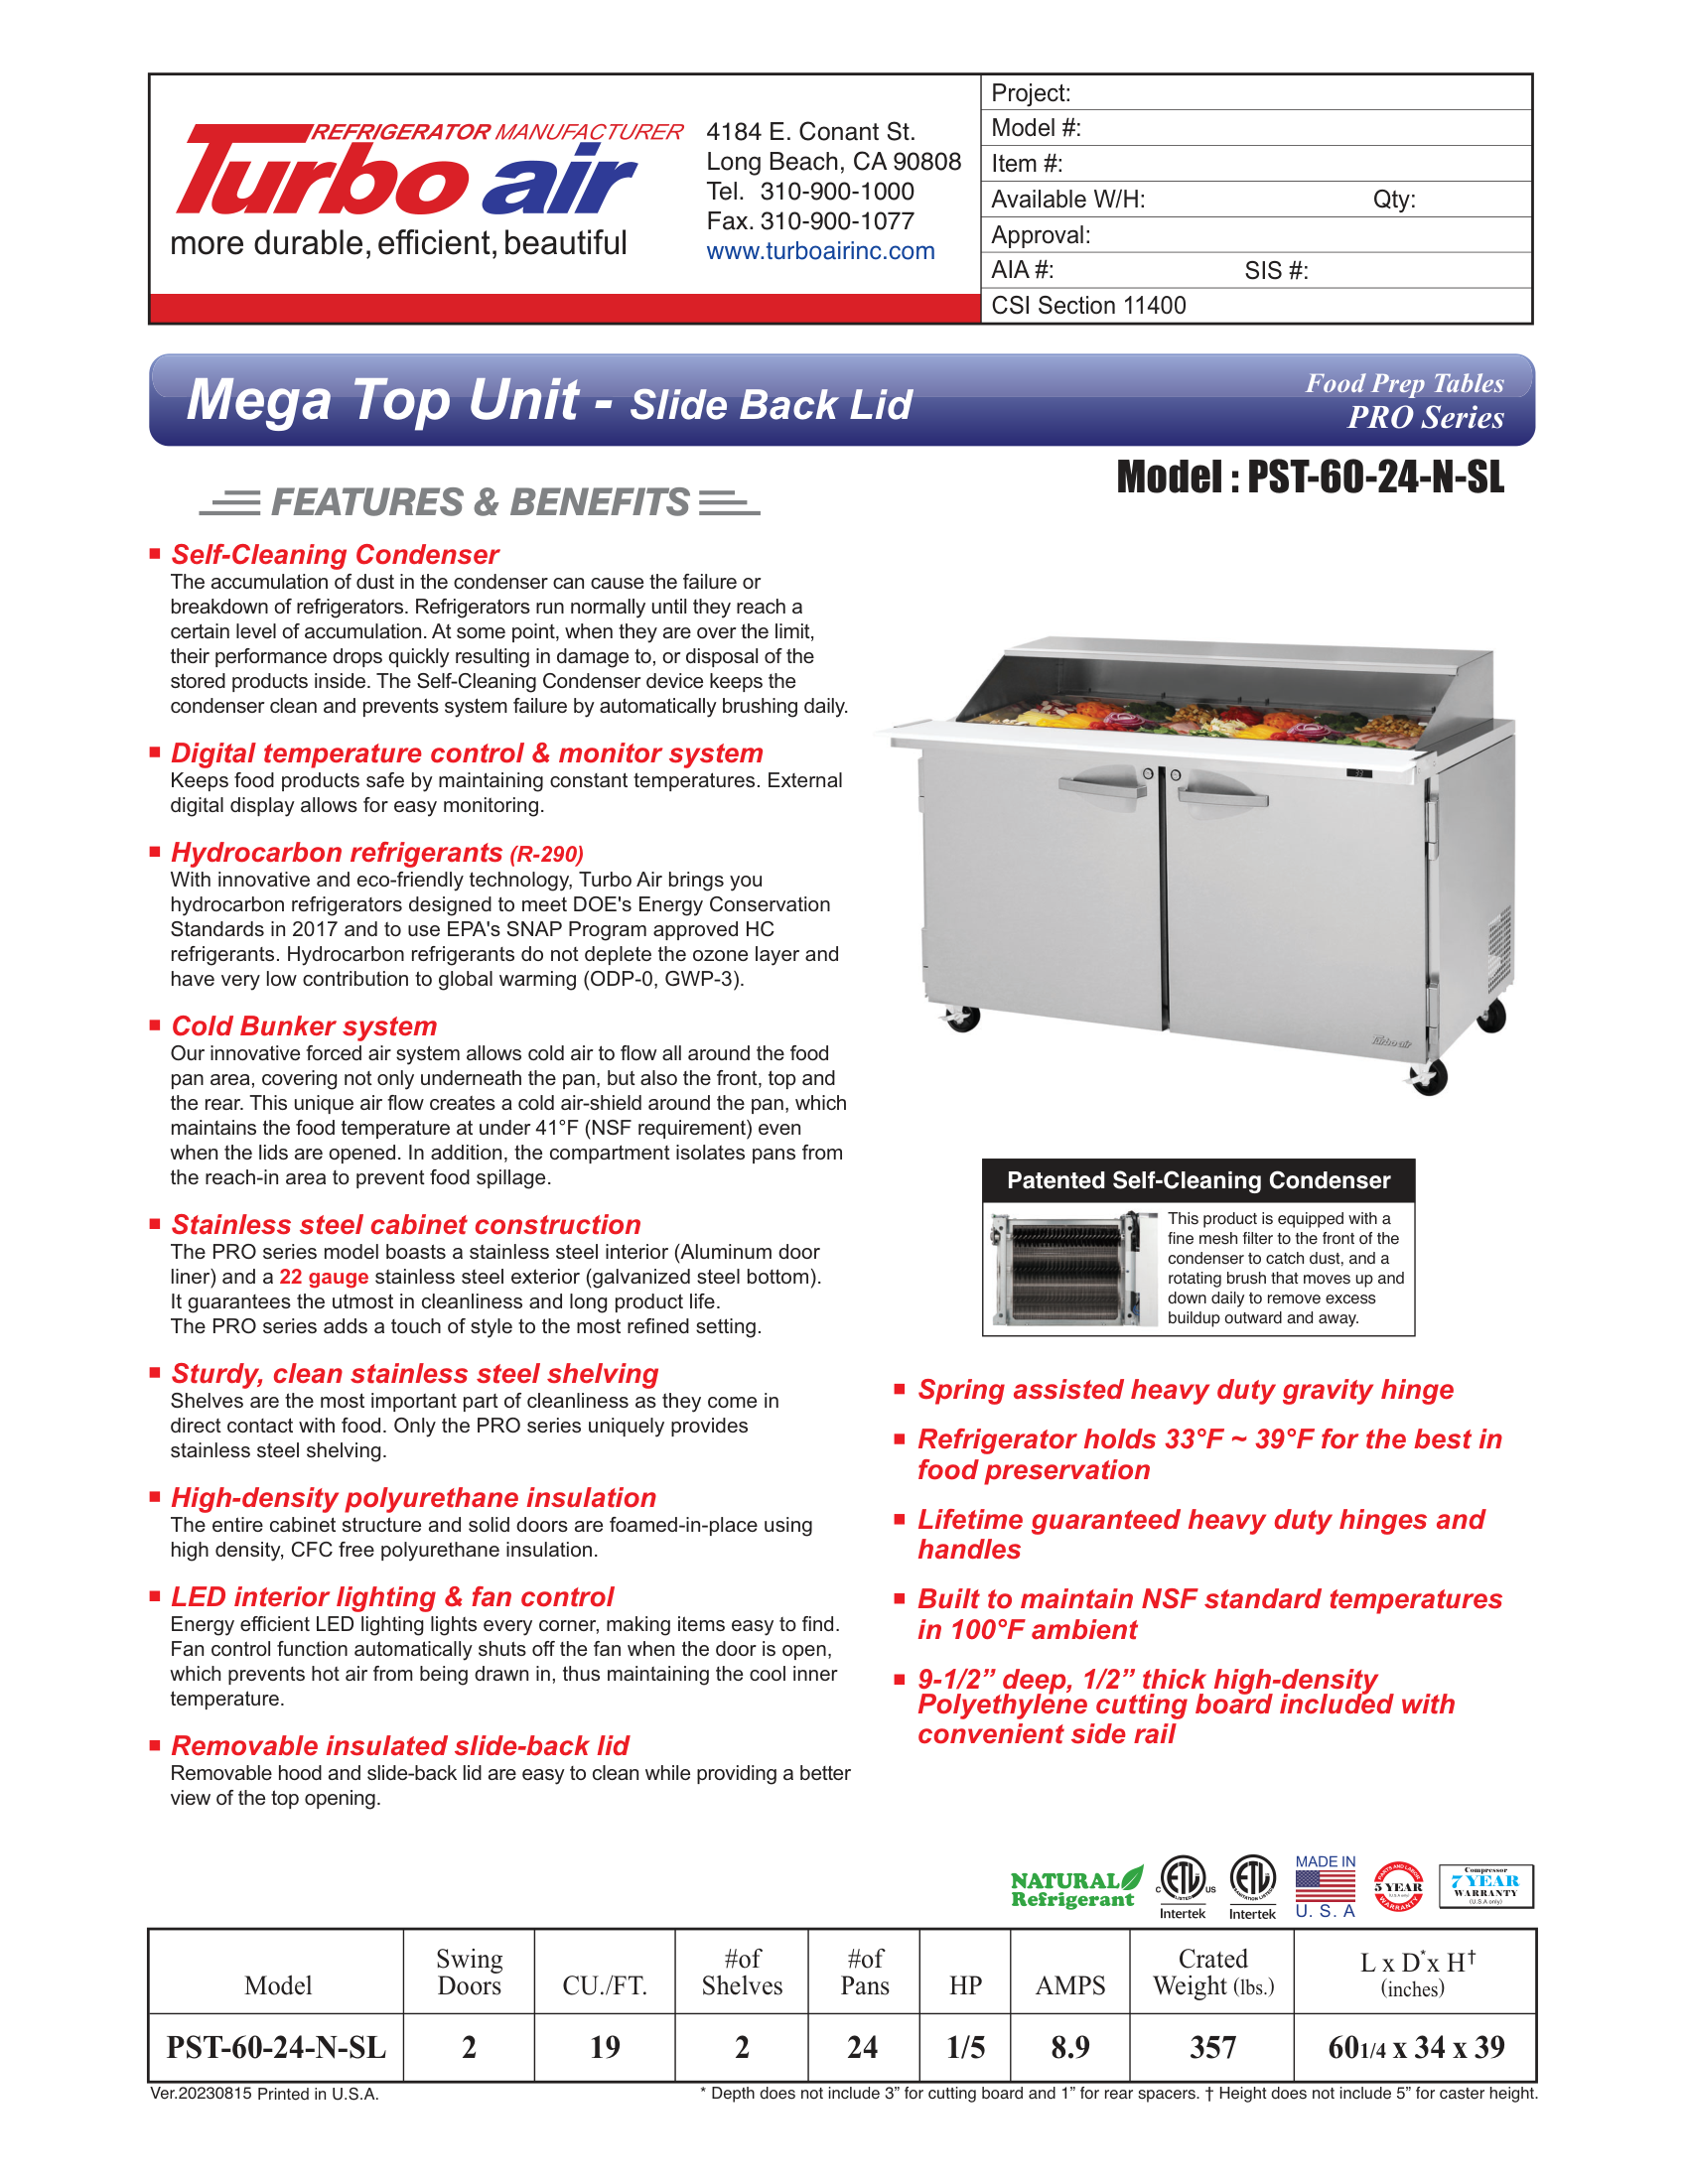 REFRIGERATOR MANUFACTURER
Turbo air
more durable, efficient, beautiful
4184 E. Conant St.
Long Beach, CA 90808
Tel. 310-900-1000
Fax. 310-900-1077
www.turboairinc.com
Project:
Model #:
Item #:
Available W/H: Qty:
Approval:
AIA #: SIS #:
CSI Section 11400
Mega Top Unit - Slide Back Lid
Food Prep Tables
PRO Series
Model : PST-60-24-N-SL
FEATURES & BENEFITS
Self-Cleaning Condenser
The accumulation of dust in the condenser can cause the failure or
breakdown of refrigerators. Refrigerators run normally until they reach a
certain level of accumulation. At some point, when they are over the limit,
their performance drops quickly resulting in damage to, or disposal of the
stored products inside. The Self-Cleaning Condenser device keeps the
condenser clean and prevents system failure by automatically brushing daily.
Digital temperature control & monitor system
Keeps food products safe by maintaining constant temperatures. External
digital display allows for easy monitoring.
Hydrocarbon refrigerants (R-290)
With innovative and eco-friendly technology, Turbo Air brings you
hydrocarbon refrigerators designed to meet DOE's Energy Conservation
Standards in 2017 and to use EPA's SNAP Program approved HC
refrigerants. Hydrocarbon refrigerants do not deplete the ozone layer and
have very low contribution to global warming (ODP-0, GWP-3).
Cold Bunker system
Our innovative forced air system allows cold air to flow all around the food
pan area, covering not only underneath the pan, but also the front, top and
the rear. This unique air flow creates a cold air-shield around the pan, which
maintains the food temperature at under 41°F (NSF requirement) even
when the lids are opened. In addition, the compartment isolates pans from
the reach-in area to prevent food spillage.
Stainless steel cabinet construction
The PRO series model boasts a stainless steel interior (Aluminum door
liner) and a 22 gauge stainless steel exterior (galvanized steel bottom).
It guarantees the utmost in cleanliness and long product life.
The PRO series adds a touch of style to the most refined setting.
Sturdy, clean stainless steel shelving
Shelves are the most important part of cleanliness as they come in
direct contact with food. Only the PRO series uniquely provides
stainless steel shelving.
High-density polyurethane insulation
The entire cabinet structure and solid doors are foamed-in-place using
high density, CFC free polyurethane insulation.
LED interior lighting & fan control
Energy efficient LED lighting lights every corner, making items easy to find.
Fan control function automatically shuts off the fan when the door is open,
which prevents hot air from being drawn in, thus maintaining the cool inner
temperature.
Removable insulated slide-back lid
Removable hood and slide-back lid are easy to clean while providing a better
view of the top opening.
Turbo air
Patented Self-Cleaning Condenser
This product is equipped with a
fine mesh filter to the front of the
condenser to catch dust, and a
rotating brush that moves up and
down daily to remove excess
buildup outward and away.
Spring assisted heavy duty gravity hinge
Refrigerator holds 33°F ~ 39°F for the best in
food preservation
Lifetime guaranteed heavy duty hinges and
handles
Built to maintain NSF standard temperatures
in 100°F ambient
9-1/2” deep, 1/2” thick high-density
Polyethylene cutting board included with
convenient side rail
NATURAL
Refrigerant
C ETL US
LISTED
Intertek
ETL
SANITATION LISTED
Intertek
MADE IN
U. S. A
PARTS AND LABOR
5 YEAR
(U.S.A only)
WARRANTY
Compressor
7 YEAR
WARRANTY
(U.S.A only)
Model Swing Doors CU./FT. #of Shelves #of Pans HP AMPS Crated Weight (lbs.) L x D* x H† (inches)
PST-60-24-N-SL 2 19 2 24 1/5 8.9 357 601/4 x 34 x 39
Ver.20230815 Printed in U.S.A.
* Depth does not include 3” for cutting board and 1” for rear spacers. † Height does not include 5” for caster height.